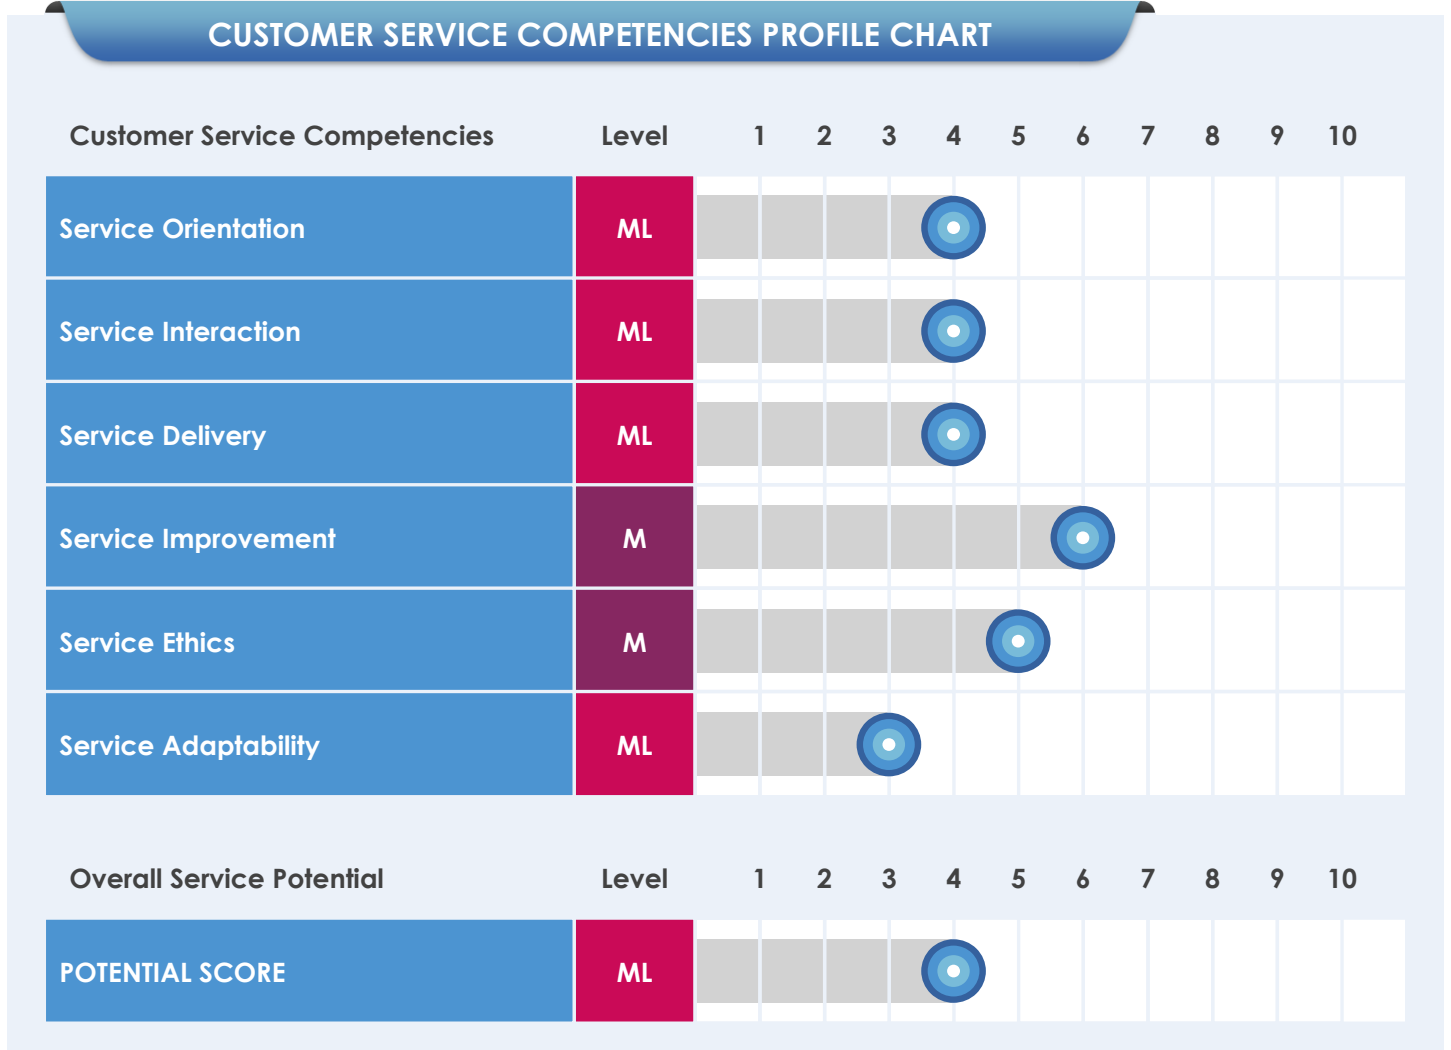 CUSTOMER SERVICE COMPETENCIES PROFILE CHART
Customer Service Competencies Level 1 2 3 4 5 6 7 8 9 10
Service Orientation ML
Service Interaction ML
Service Delivery ML
Service Improvement M
Service Ethics M
Service Adaptability ML
Overall Service Potential Level 1 2 3 4 5 6 7 8 9 10
POTENTIAL SCORE ML